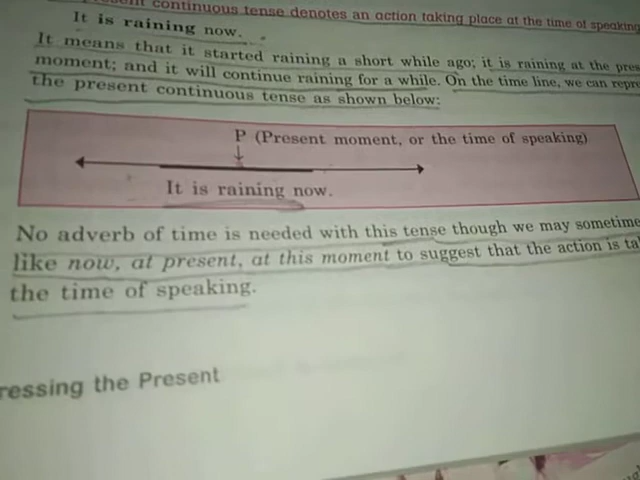 continuous tense denotes an action taking place at the time of speaking
It is raining now.
It means that it started raining a short while ago; it is raining at the pres
moment; and it will continue raining for a while. On the time line, we can repre
the present continuous tense as shown below:
P (Present moment, or the time of speaking)
It is raining now.
No adverb of time is needed with this tense though we may sometime
like now, at present, at this moment to suggest that the action is ta
the time of speaking.
ressing the Present